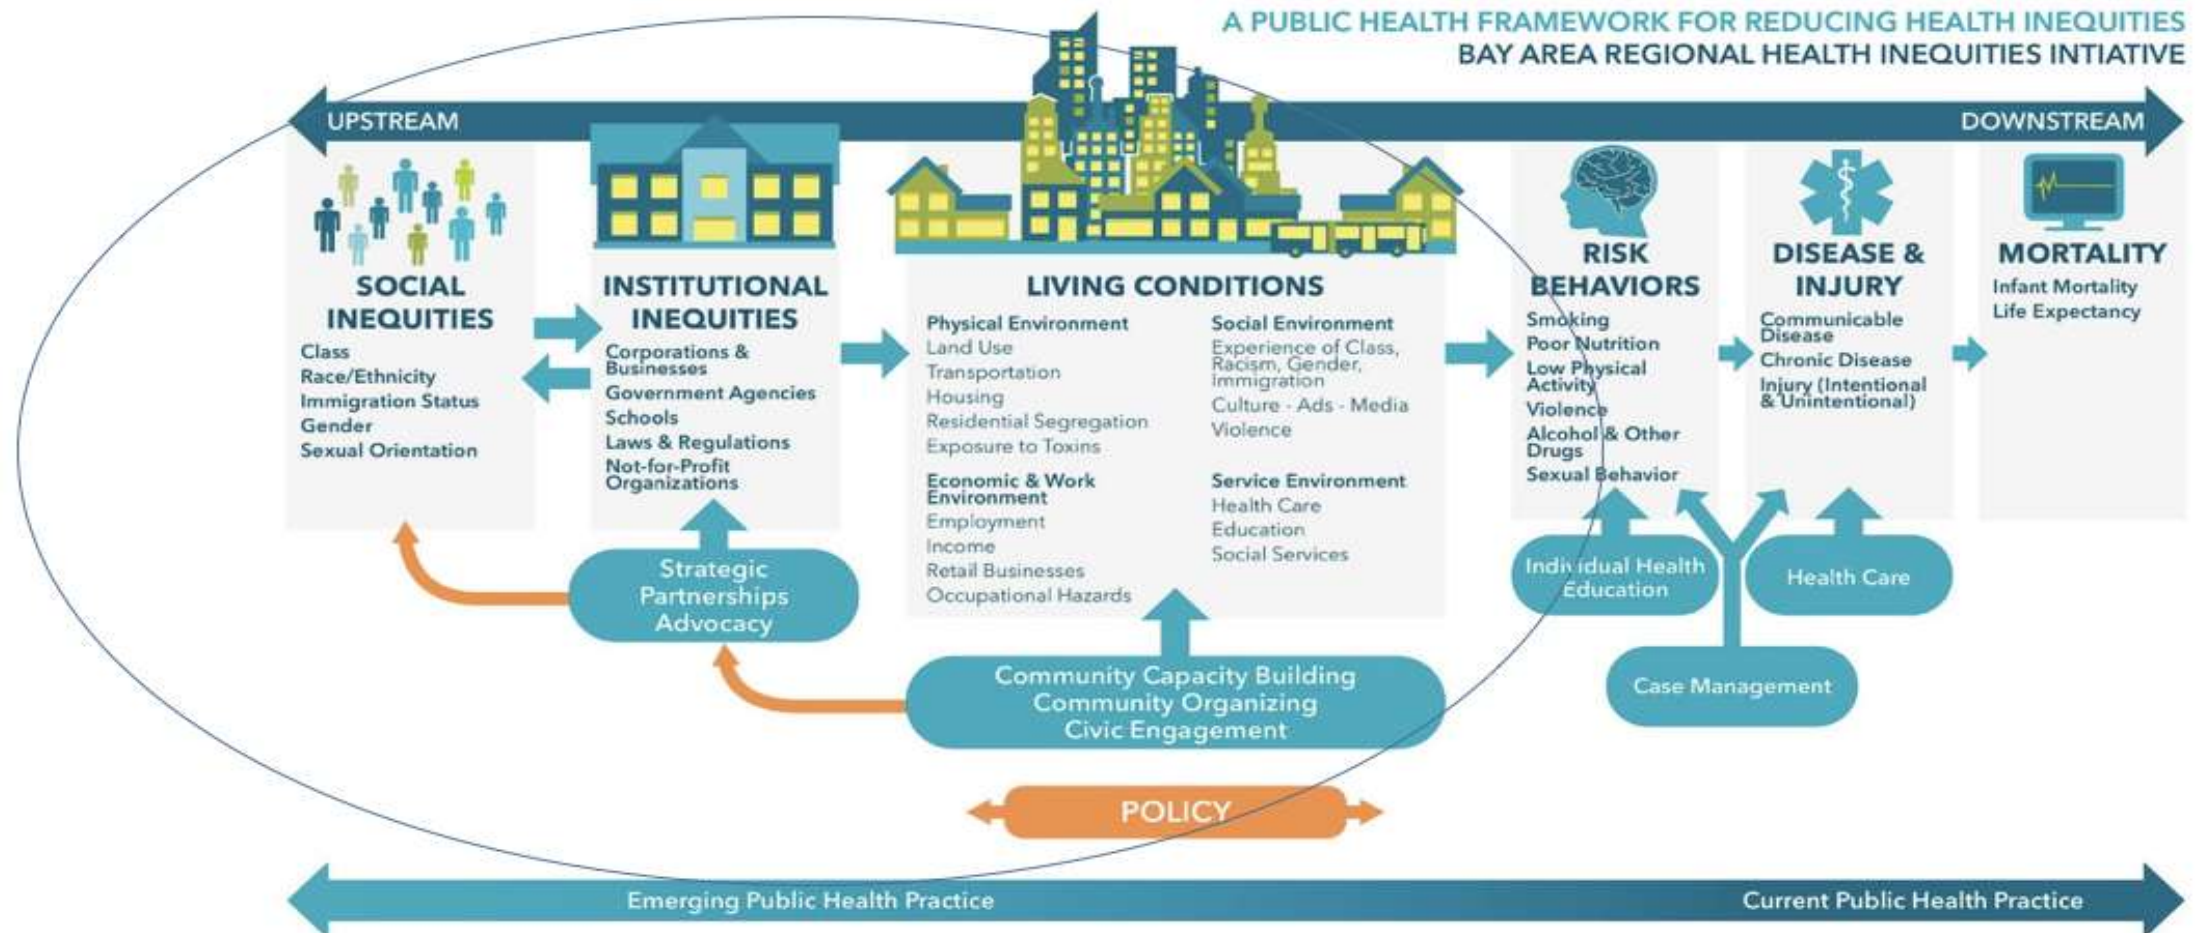 A PUBLIC HEALTH FRAMEWORK FOR REDUCING HEALTH INEQUITIES
BAY AREA REGIONAL HEALTH INEQUITIES INTIATIVE
UPSTREAM
DOWNSTREAM
SOCIAL
INEQUITIES
Class
Race/Ethnicity
Immigration Status
Gender
Sexual Orientation
INSTITUTIONAL
INEQUITIES
Corporations &
Businesses
Government Agencies
Schools
Laws & Regulations
Not-for-Profit
Organizations
LIVING CONDITIONS
Physical Environment
Land Use
Transportation
Housing
Residential Segregation
Exposure to Toxins
Economic & Work
Environment
Employment
Income
Retail Businesses
Occupational Hazards
Social Environment
Experience of Class,
Racism, Gender,
Immigration
Culture - Ads - Media
Violence
Service Environment
Health Care
Education
Social Services
RISK
BEHAVIORS
Smoking
Poor Nutrition
Low Physical
Activity
Violence
Alcohol & Other
Drugs
Sexual Behavior
DISEASE &
INJURY
Communicable
Disease
Chronic Disease
Injury (Intentional
& Unintentional)
MORTALITY
Infant Mortality
Life Expectancy
Strategic
Partnerships
Advocacy
Community Capacity Building
Community Organizing
Civic Engagement
Individual Health
Education
Health Care
Case Management
POLICY
Emerging Public Health Practice
Current Public Health Practice